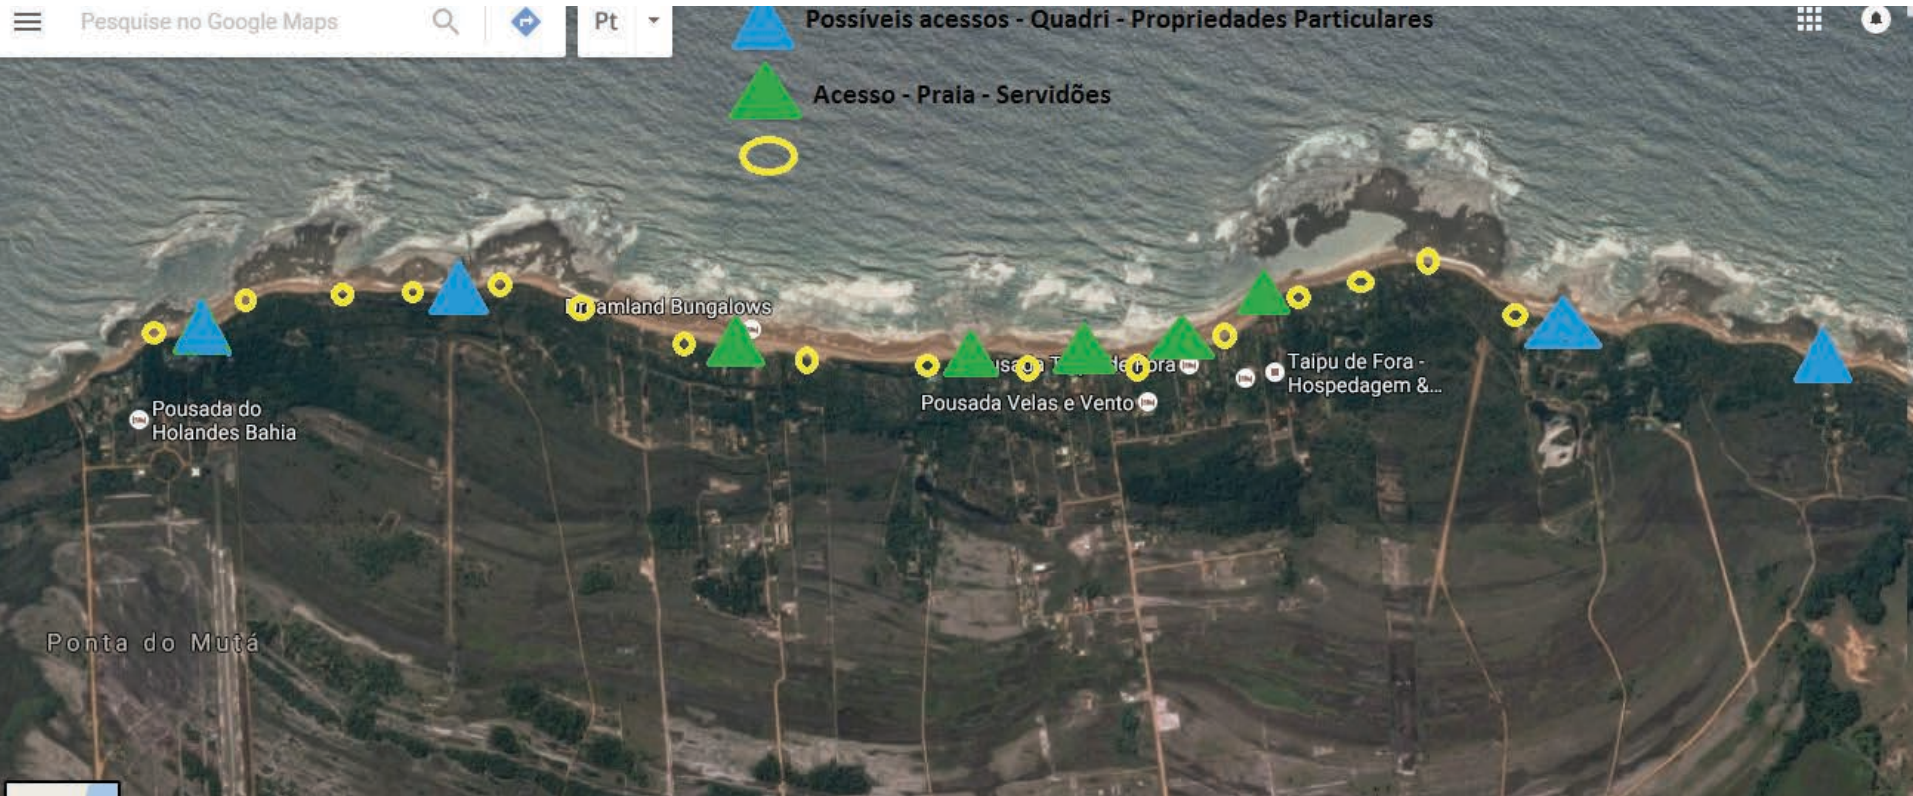 Pesquise no Google Maps
Pt
Possíveis acessos - Quadri - Propriedades Particulares
Acesso - Praia - Servidões
amland Bungalows
Pousada Velas e Vento
Taipu de Fora -
Hospedagem &...
Pousada do
Holandes Bahia
Ponta do Mutá